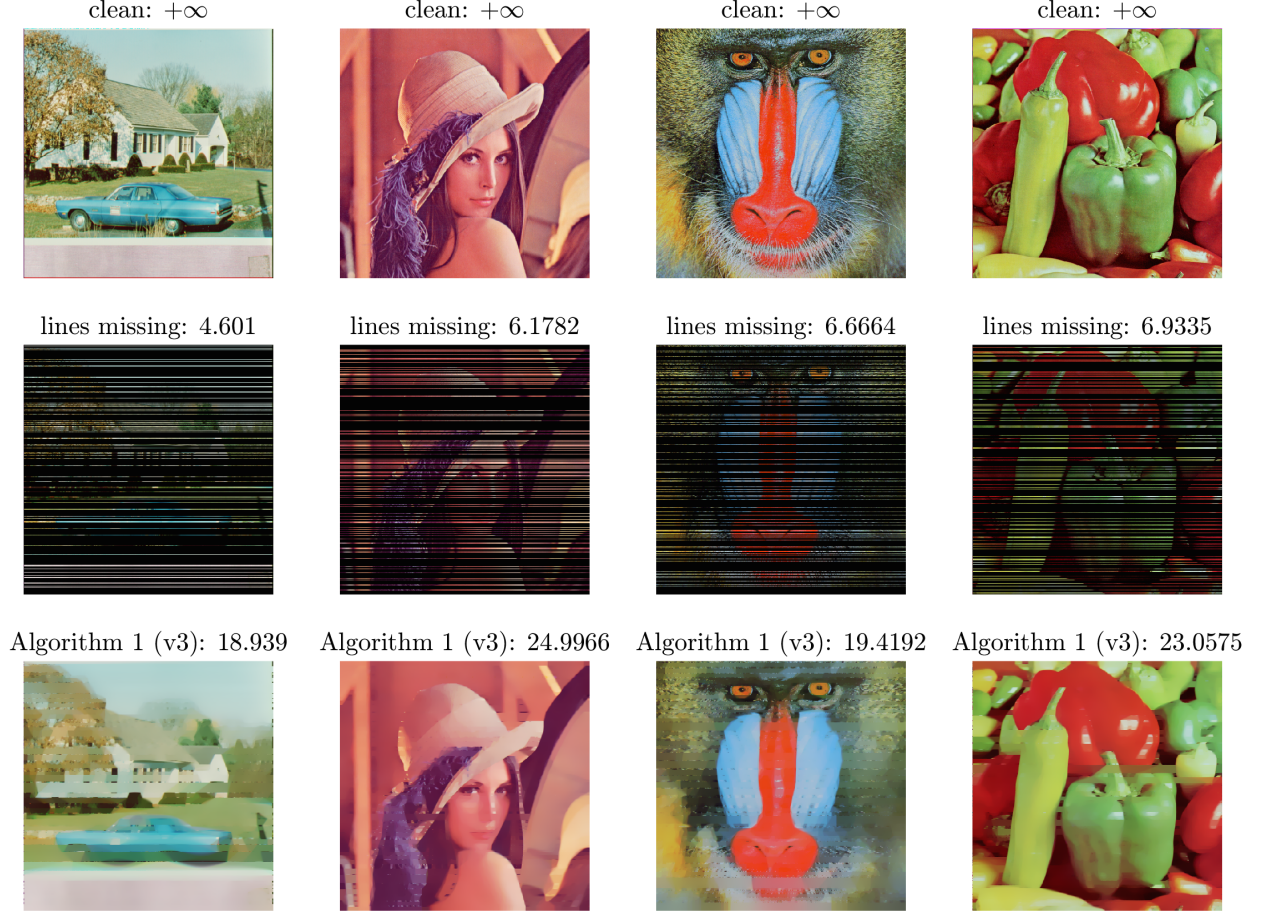 clean: +∞ clean: +∞ clean: +∞ clean: +∞
lines missing: 4.601 lines missing: 6.1782 lines missing: 6.6664 lines missing: 6.9335
Algorithm 1 (v3): 18.939 Algorithm 1 (v3): 24.9966 Algorithm 1 (v3): 19.4192 Algorithm 1 (v3): 23.0575